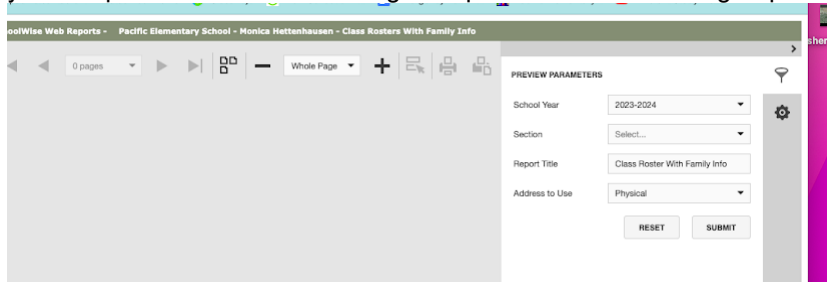 oolWise Web Reports - Pacific Elementary School - Monica Hettenhausen - Class Rosters With Family Info
0 pages
Whole Page
PREVIEW PARAMETERS
School Year 2023-2024
Section Select...
Report Title Class Roster With Family Info
Address to Use Physical
RESET SUBMIT
sher